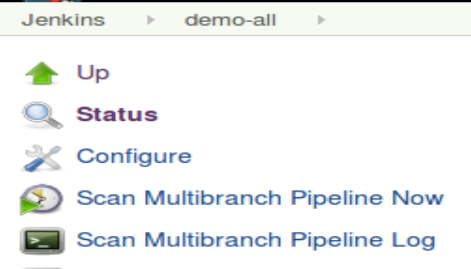 Jenkins demo-all
Up
Status
Configure
Scan Multibranch Pipeline Now
Scan Multibranch Pipeline Log